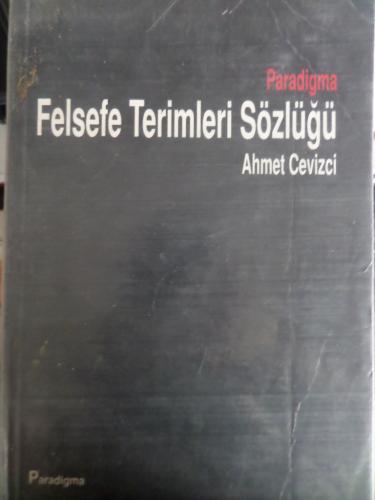 Paradigma
Felsefe Terimleri Sözlüğü
Ahmet Cevizci
Paradigma